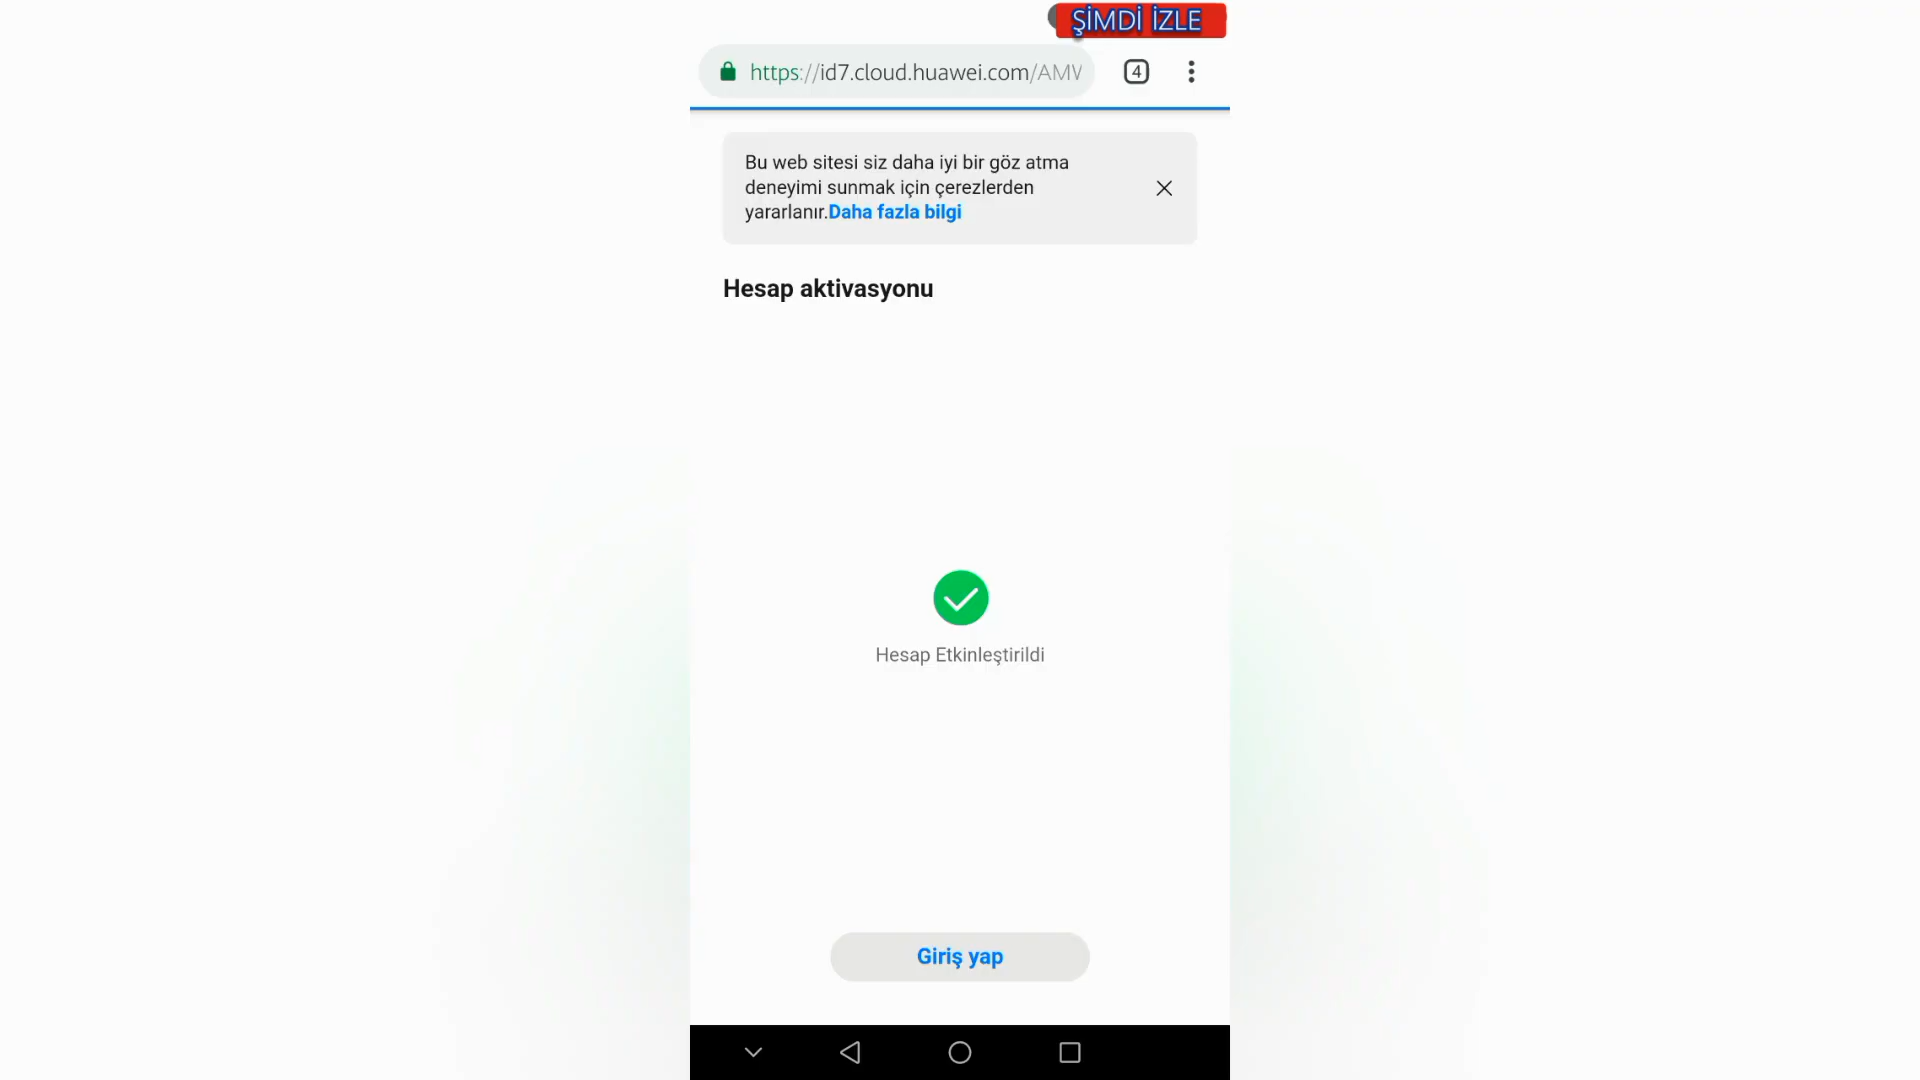 ŞİMDİ İZLE
https://id7.cloud.huawei.com/AMW
4
Bu web sitesi siz daha iyi bir göz atma
deneyimi sunmak için çerezlerden
yararlanır.Daha fazla bilgi
Hesap aktivasyonu
Hesap Etkinleştirildi
Giriş yap